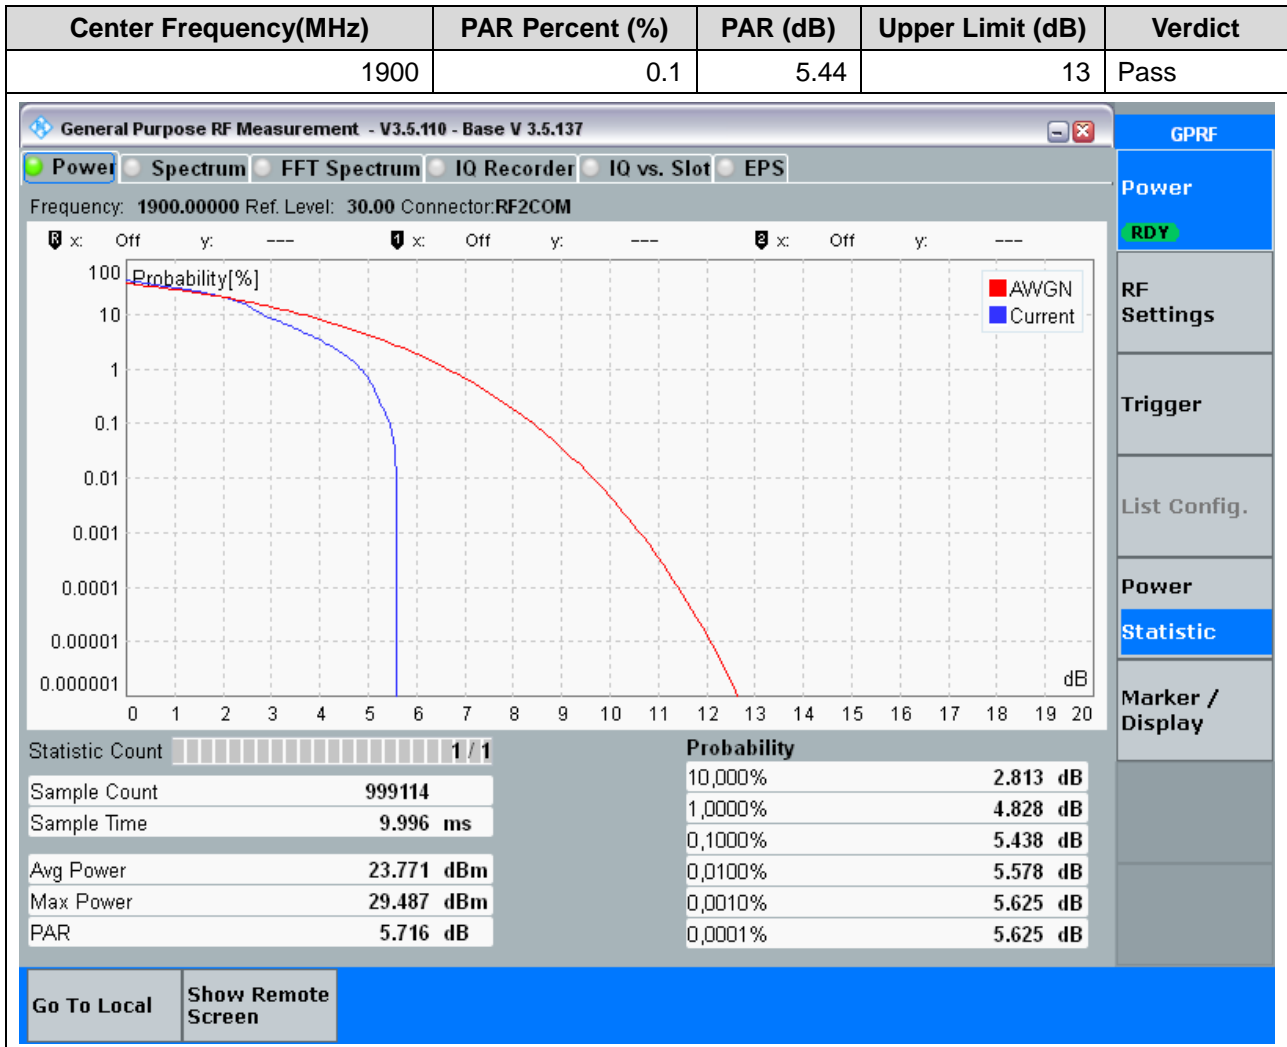 Center Frequency(MHz) PAR Percent (%) PAR (dB) Upper Limit (dB) Verdict
1900 0.1 5.44 13 Pass
General Purpose RF Measurement - V3.5.110 - Base V 3.5.137
GPRF
Power Spectrum FFT Spectrum IQ Recorder IQ vs. Slot EPS
Power
RDY
Frequency: 1900.00000 Ref. Level: 30.00 Connector:RF2COM
R x: Off y: --- 1 x: Off y: --- 2 x: Off y: ---
Probability[%]
AWGN
Current
100
10
1
0.1
0.01
0.001
0.0001
0.00001
0.000001
dB
0 1 2 3 4 5 6 7 8 9 10 11 12 13 14 15 16 17 18 19 20
RF
Settings
Trigger
List Config.
Power
Statistic
Marker /
Display
Statistic Count 1 / 1
Sample Count 999114
Sample Time 9.996 ms
Avg Power 23.771 dBm
Max Power 29.487 dBm
PAR 5.716 dB
Probability
10,000% 2.813 dB
1,0000% 4.828 dB
0,1000% 5.438 dB
0,0100% 5.578 dB
0,0010% 5.625 dB
0,0001% 5.625 dB
Go To Local
Show Remote
Screen